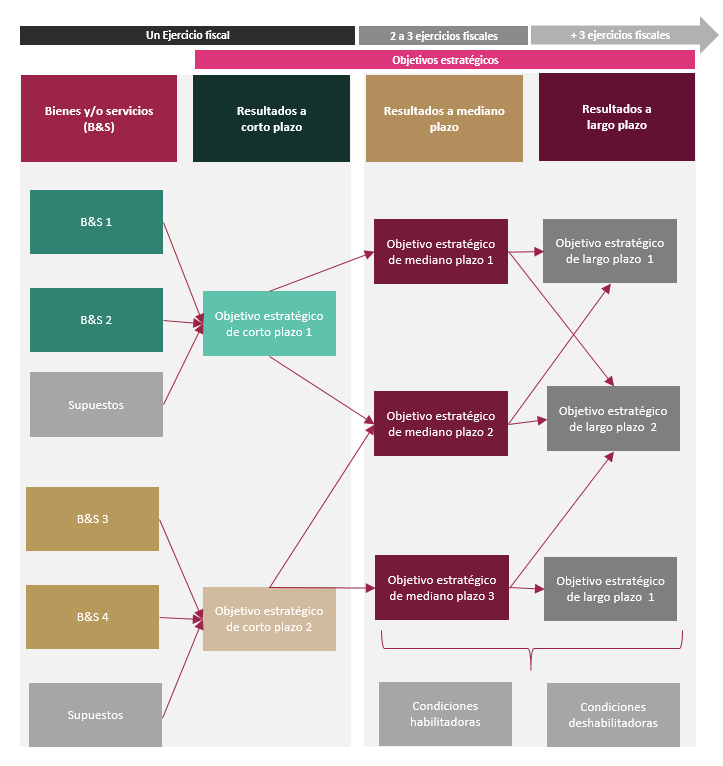 Un Ejercicio fiscal
2 a 3 ejercicios fiscales
+ 3 ejercicios fiscales
Objetivos estratégicos
Bienes y/o servicios
(B&S)
Resultados a
corto plazo
Resultados a mediano
plazo
Resultados a
largo plazo
B&S 1
B&S 2
Supuestos
Objetivo estratégico
de corto plazo 1
B&S 3
B&S 4
Supuestos
Objetivo estratégico
de corto plazo 2
Objetivo estratégico
de mediano plazo 1
Objetivo estratégico
de mediano plazo 2
Objetivo estratégico
de mediano plazo 3
Objetivo estratégico
de largo plazo 1
Objetivo estratégico
de largo plazo 2
Objetivo estratégico
de largo plazo 1
Condiciones
habilitadoras
Condiciones
deshabilitadoras